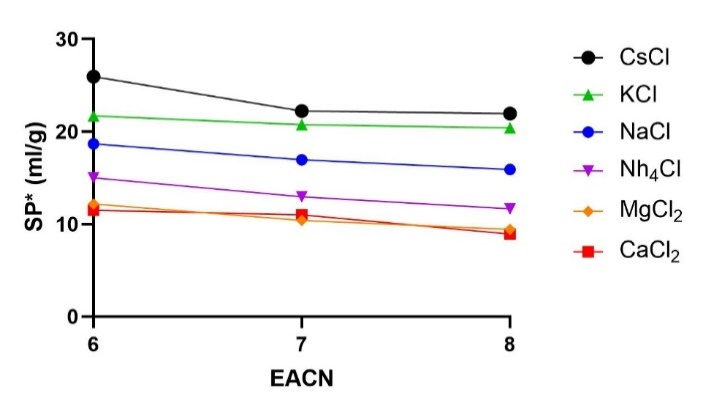 30
20
10
0
6
7
8
SP* (ml/g)
EACN
CsCl
KCl
NaCl
Nh₄Cl
MgCl₂
CaCl₂